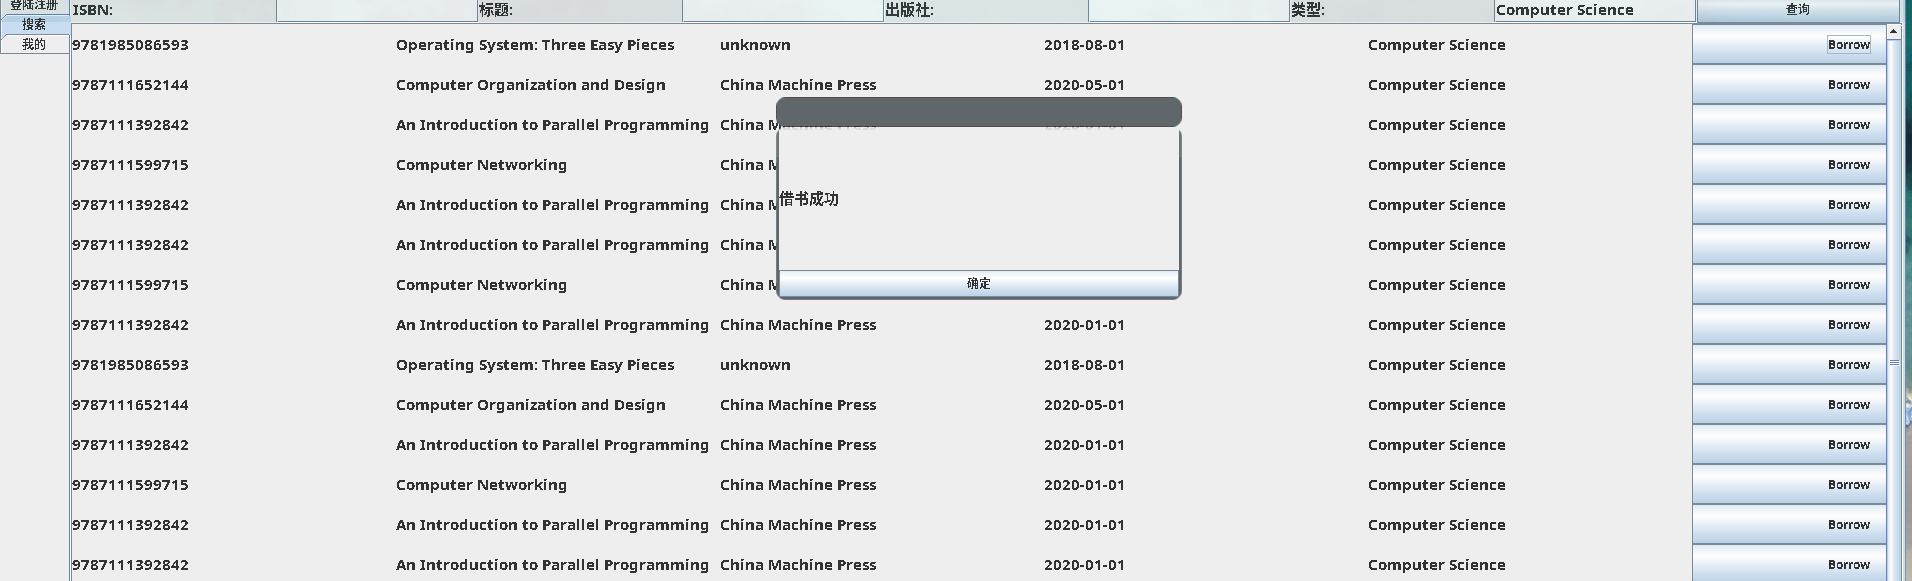 登陆注册
搜索
我的
ISBN: 标题: 出版社: 类型: Computer Science 查询
9781985086593 Operating System: Three Easy Pieces unknown 2018-08-01 Computer Science Borrow
9787111652144 Computer Organization and Design China Machine Press 2020-05-01 Computer Science Borrow
9787111392842 An Introduction to Parallel Programming China Computer Science Borrow
9787111599715 Computer Networking China Computer Science Borrow
9787111392842 An Introduction to Parallel Programming China Computer Science Borrow
9787111392842 An Introduction to Parallel Programming China Computer Science Borrow
9787111599715 Computer Networking China Computer Science Borrow
9787111392842 An Introduction to Parallel Programming China Machine Press 2020-01-01 Computer Science Borrow
9781985086593 Operating System: Three Easy Pieces unknown 2018-08-01 Computer Science Borrow
9787111652144 Computer Organization and Design China Machine Press 2020-05-01 Computer Science Borrow
9787111392842 An Introduction to Parallel Programming China Machine Press 2020-01-01 Computer Science Borrow
9787111599715 Computer Networking China Machine Press 2020-01-01 Computer Science Borrow
9787111392842 An Introduction to Parallel Programming China Machine Press 2020-01-01 Computer Science Borrow
9787111392842 An Introduction to Parallel Programming China Machine Press 2020-01-01 Computer Science Borrow
借书成功
确定